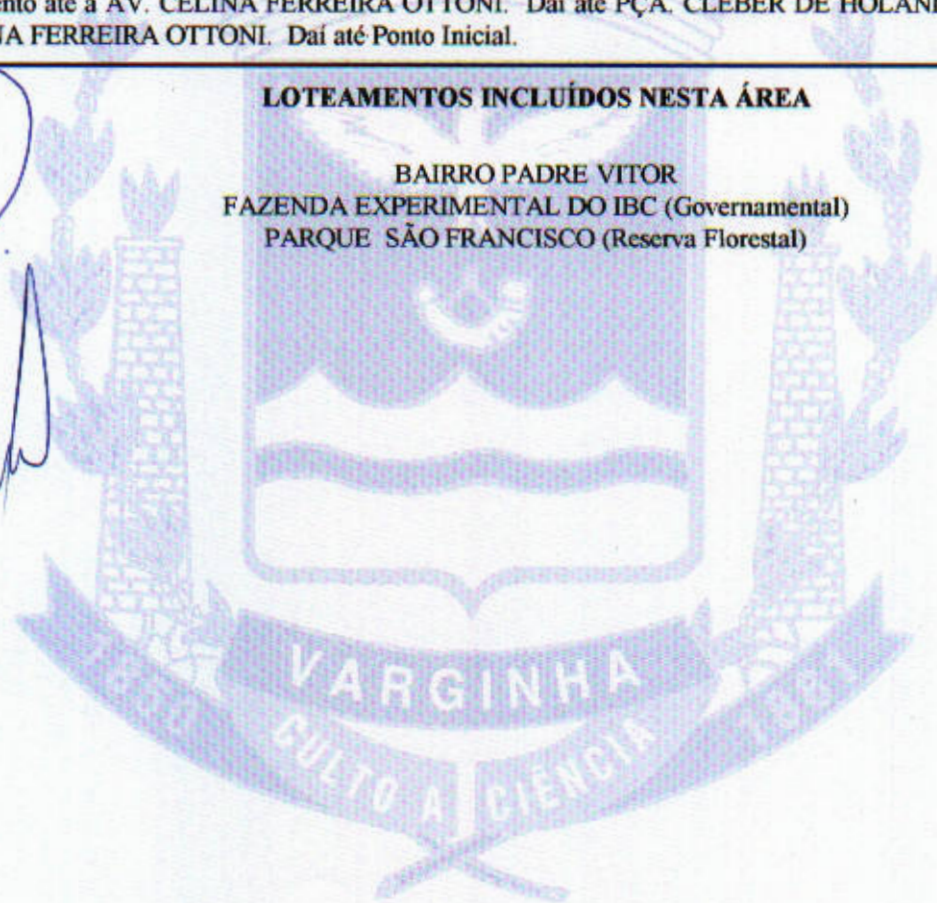 até a AV. CELINA FERREIRA OTTONI. Daí até PÇA. CLEBER DE
FERREIRA OTTONI. Daí até Ponto Inicial.
LOTEAMENTOS INCLUÍDOS NESTA ÁREA
BAIRRO PADRE VITOR
FAZENDA EXPERIMENTAL DO IBC (Governamental)
PARQUE SÃO FRANCISCO (Reserva Florestal)
VARGINHA
CULTO A CIÊNCIA